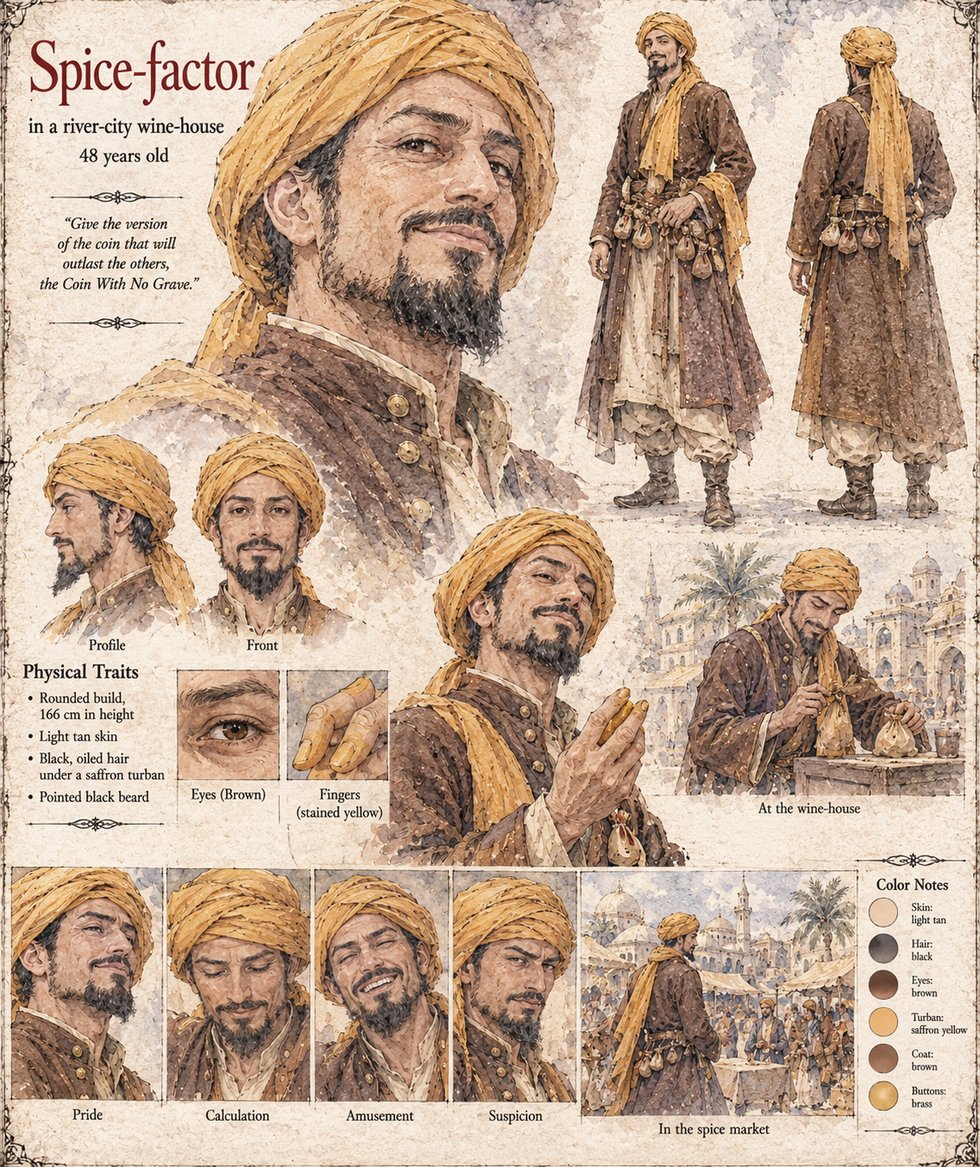 Spice-factor
in a river-city wine-house
48 years old
“Give the version
of the coin that will
outlast the others,
the Coin With No Grave.”
Profile
Front
Physical Traits
• Rounded build,
166 cm in height
• Light tan skin
• Black, oiled hair
under a saffron turban
• Pointed black beard
Eyes (Brown)
Fingers
(stained yellow)
At the wine-house
Pride
Calculation
Amusement
Suspicion
In the spice market
Color Notes
Skin:
light tan
Hair:
black
Eyes:
brown
Turban:
saffron yellow
Coat:
brown
Buttons:
brass